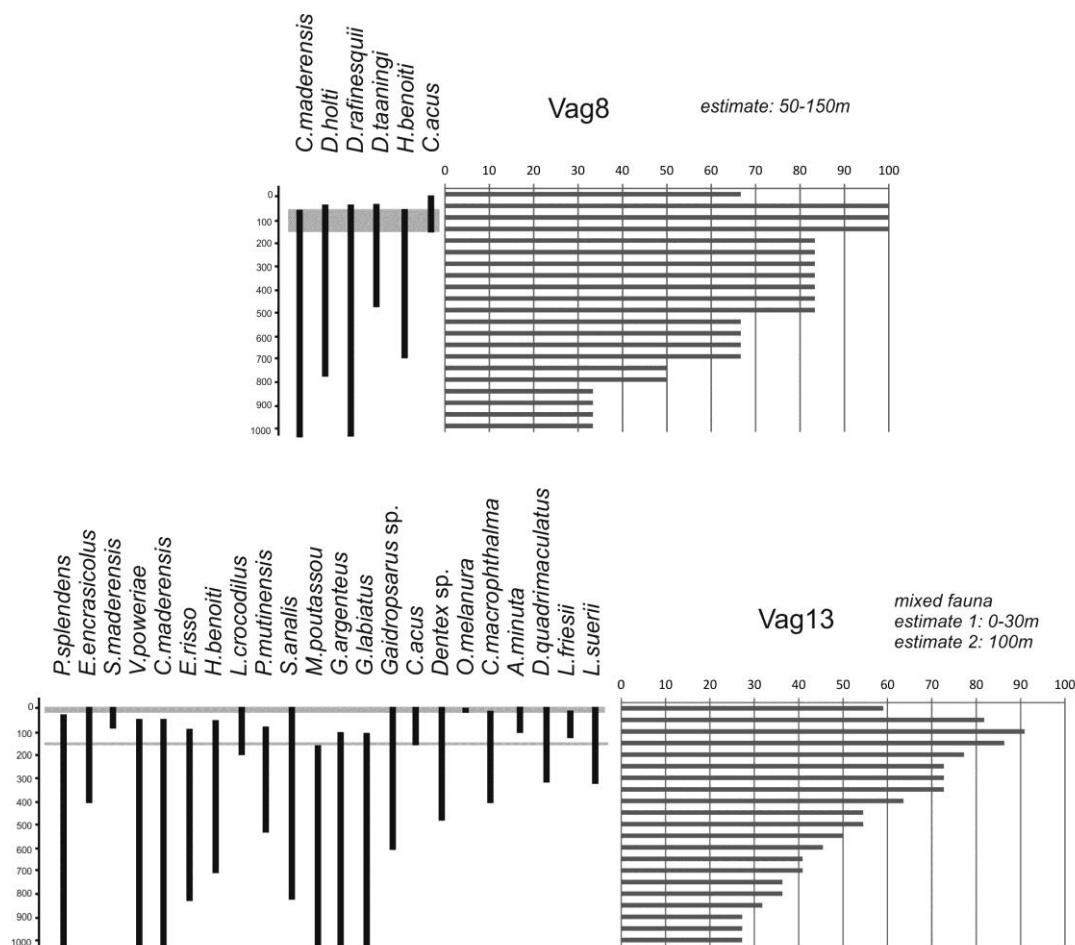 C.maderensis
D.holti
D.rafinesquii
D.taaningi
H.benoiti
C.acus
Vag8
estimate: 50-150m
0 10 20 30 40 50 60 70 80 90 100
0
100
200
300
400
500
600
700
800
900
1000
P.splendens
E.encrasicolus
S.maderensis
V.poweriae
C.maderensis
E.risso
H.benoiti
L.crocodilus
P.mutinensis
S.analis
M.poutassou
G.argenteus
G.labiatus
Gaidropsarus sp.
C.acus
Dentex sp.
O.melanura
C.macrophthalma
A.minuta
D.quadrimaculatus
L.friesii
L.suerii
Vag13
mixed fauna
estimate 1: 0-30m
estimate 2: 100m
0 10 20 30 40 50 60 70 80 90 100
0
100
200
300
400
500
600
700
800
900
1000